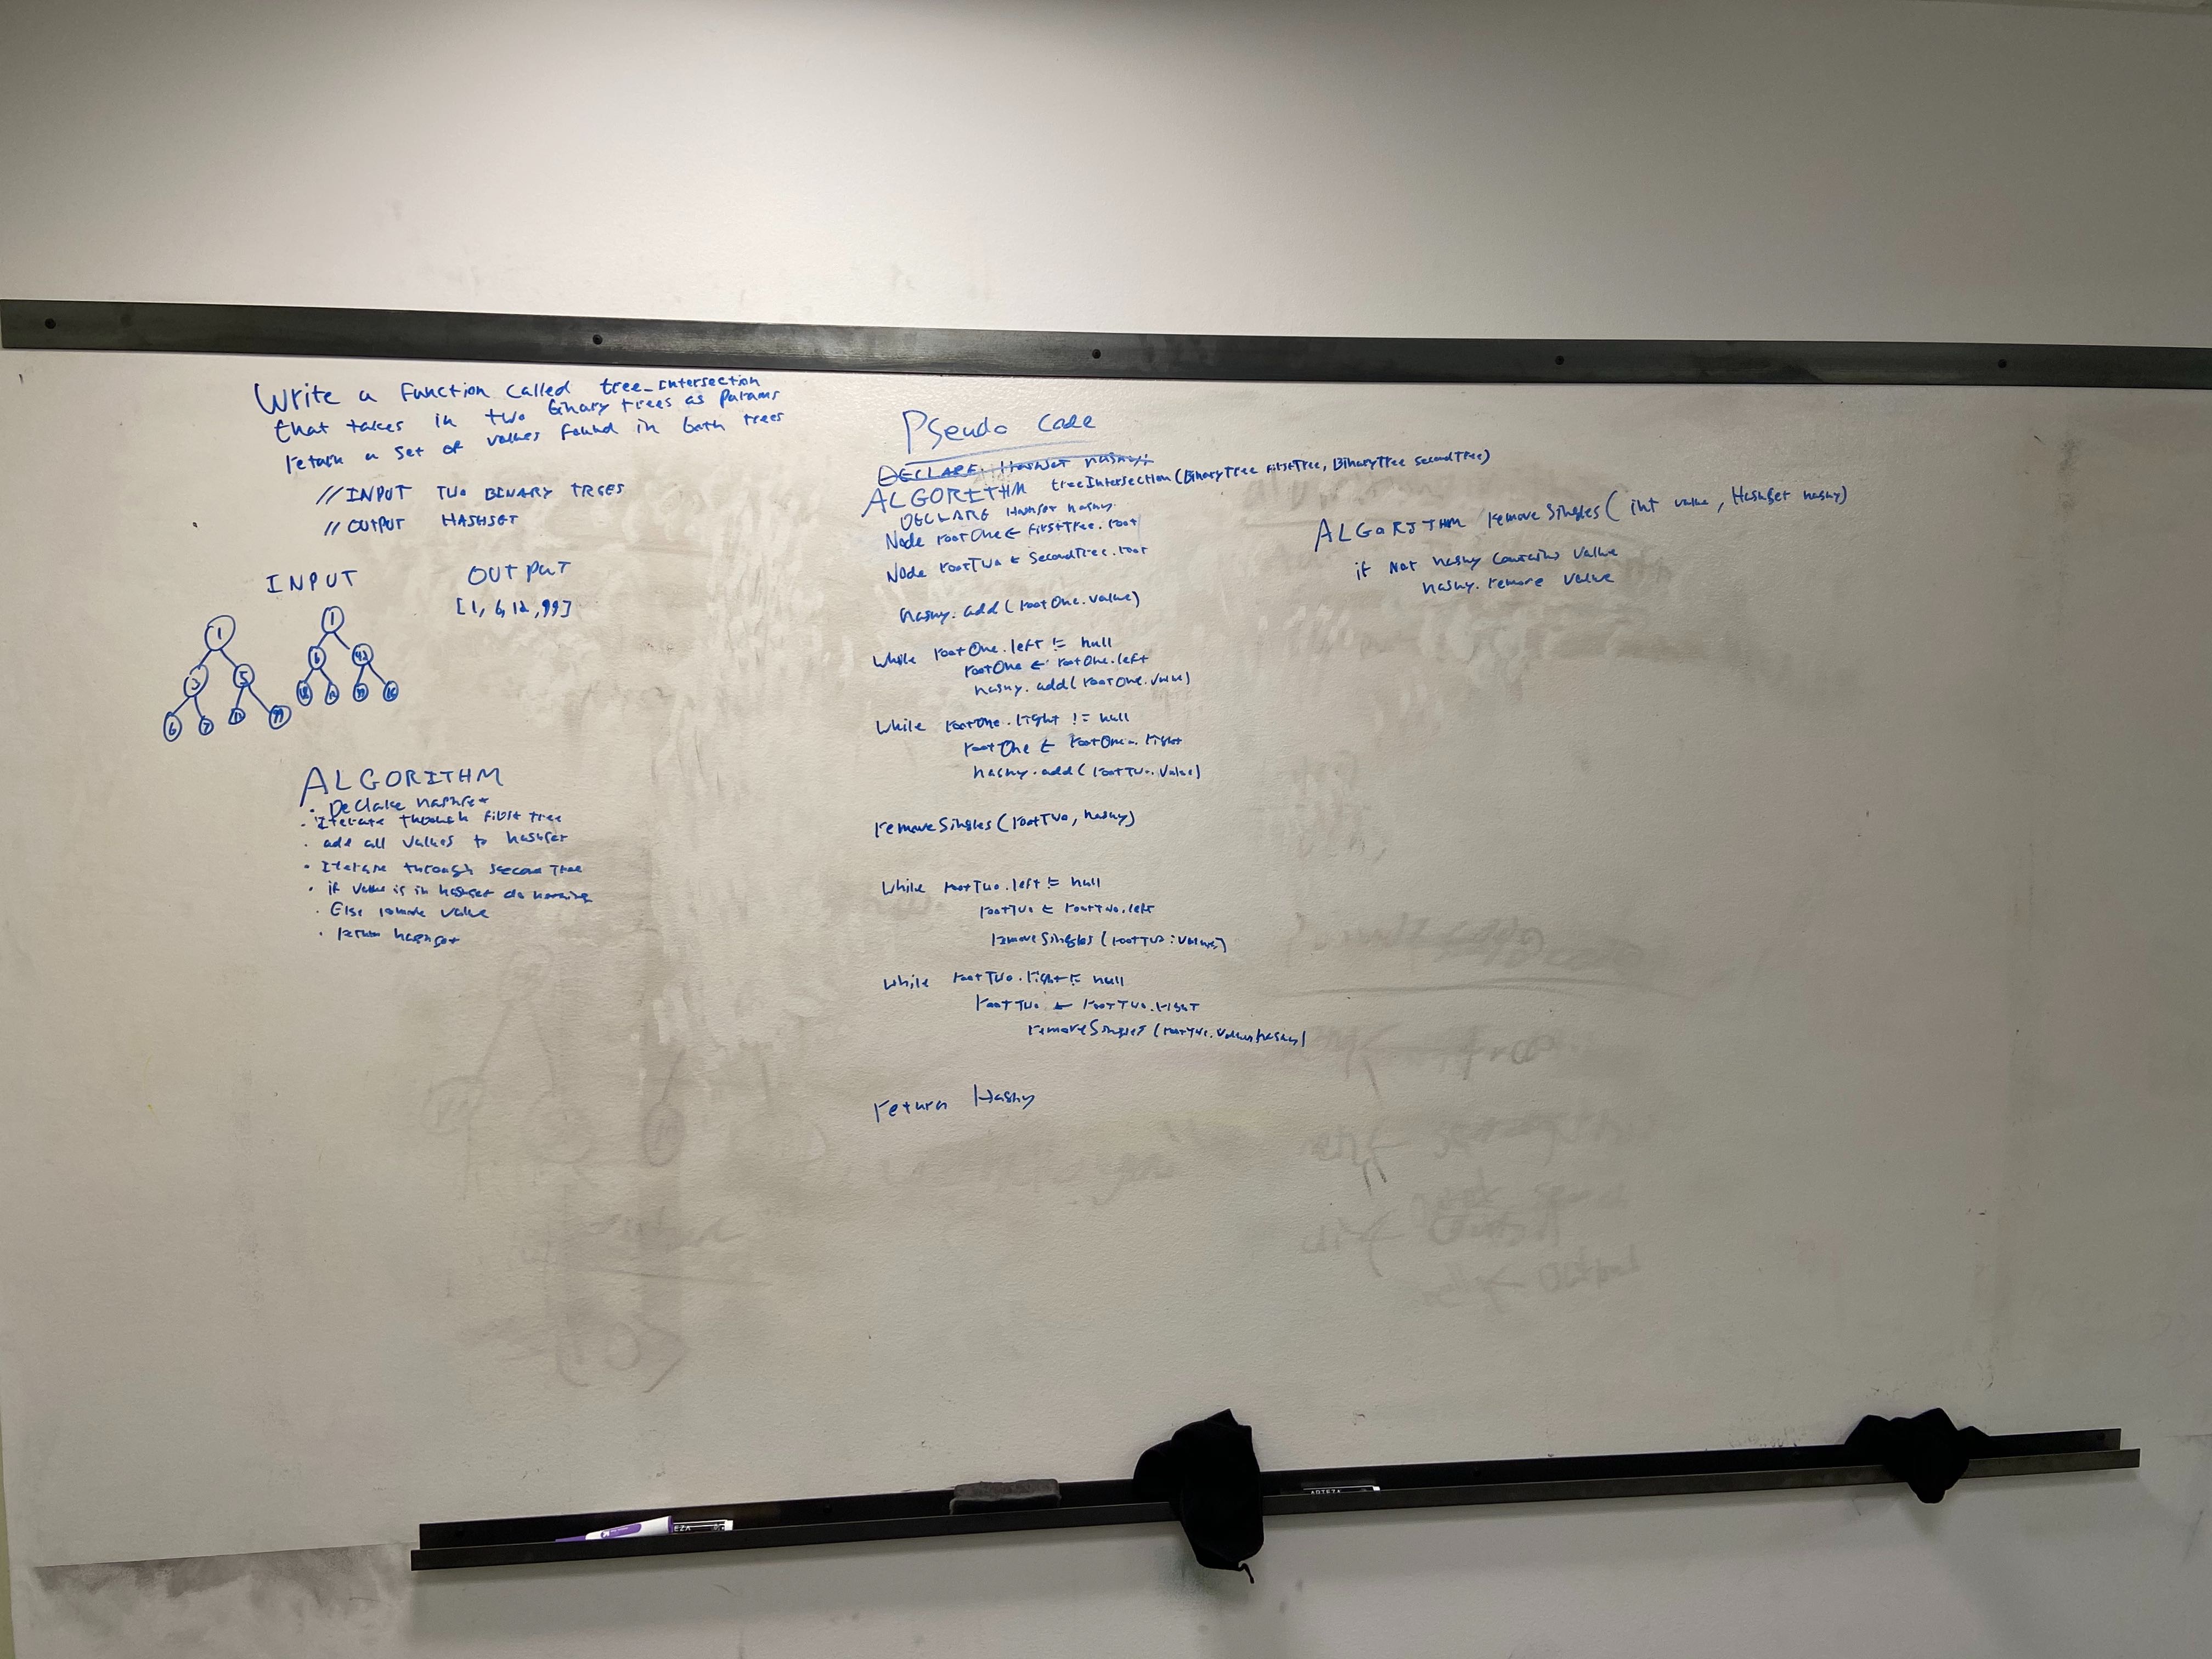 Write a function called tree_intersection
that takes in two binary trees as params
return a set of values found in both trees
// INPUT TWO BINARY TREES
// OUTPUT HASHSET
INPUT OUTPUT
[1, 6, 12, 99]
1 1
5 6 42
6 7 99
ALGORITHM
· Declare hashset
· Iterate through first tree
· add all values to hashset
· Iterate through second tree
· if value is in hashset do nothing
· Else remove value
· return hashset
Pseudo Code
DECLARE Hashset hashy;
ALGORITHM treeIntersection(BinaryTree firstTree, BinaryTree secondTree)
DECLARE Hashset hashy
Node rootOne ← firstTree.root
Node rootTwo ← secondTree.root
hashy.add(rootOne.value)
While rootOne.left != null
rootOne ← rootOne.left
hashy.add(rootOne.value)
While rootOne.right != null
rootOne ← rootOne.right
hashy.add(rootTwo.value)
removeSingles(rootTwo, hashy)
While rootTwo.left != null
rootTwo ← rootTwo.left
removeSingles(rootTwo.value)
While rootTwo.right != null
rootTwo ← rootTwo.right
removeSingles(rootTwo.value, hashy)
return Hashy
ALGORITHM removeSingles(int value, HashSet hashy)
if Not hashy contains value
hashy.remove value
ARTEZA
EZA